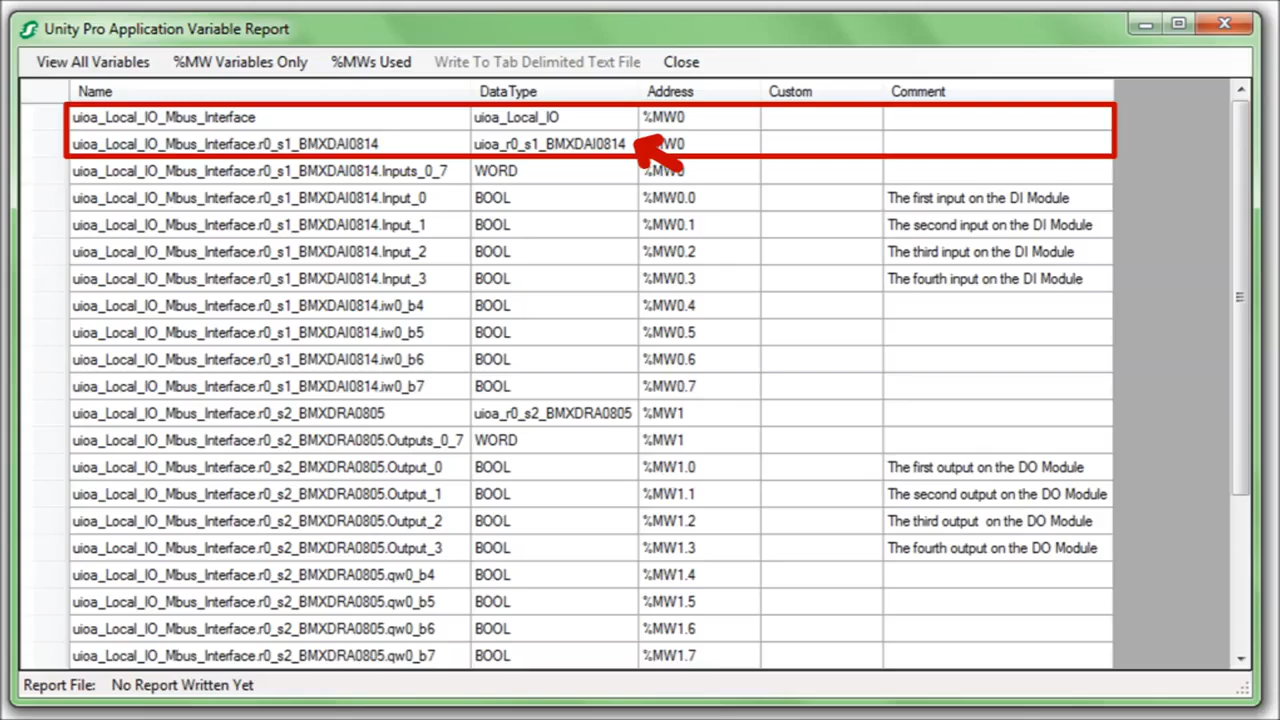 Unity Pro Application Variable Report
View All Variables %MW Variables Only %MWs Used Write To Tab Delimited Text File Close
Name DataType Address Custom Comment
uioa_Local_IO_Mbus_Interface uioa_Local_IO %MW0
uioa_Local_IO_Mbus_Interface.r0_s1_BMXDAI0814 uioa_r0_s1_BMXDAI0814 %MW0
uioa_Local_IO_Mbus_Interface.r0_s1_BMXDAI0814.Inputs_0_7 WORD %MW0
uioa_Local_IO_Mbus_Interface.r0_s1_BMXDAI0814.Input_0 BOOL %MW0.0 The first input on the DI Module
uioa_Local_IO_Mbus_Interface.r0_s1_BMXDAI0814.Input_1 BOOL %MW0.1 The second input on the DI Module
uioa_Local_IO_Mbus_Interface.r0_s1_BMXDAI0814.Input_2 BOOL %MW0.2 The third input on the DI Module
uioa_Local_IO_Mbus_Interface.r0_s1_BMXDAI0814.Input_3 BOOL %MW0.3 The fourth input on the DI Module
uioa_Local_IO_Mbus_Interface.r0_s1_BMXDAI0814.iw0_b4 BOOL %MW0.4
uioa_Local_IO_Mbus_Interface.r0_s1_BMXDAI0814.iw0_b5 BOOL %MW0.5
uioa_Local_IO_Mbus_Interface.r0_s1_BMXDAI0814.iw0_b6 BOOL %MW0.6
uioa_Local_IO_Mbus_Interface.r0_s1_BMXDAI0814.iw0_b7 BOOL %MW0.7
uioa_Local_IO_Mbus_Interface.r0_s2_BMXDRA0805 uioa_r0_s2_BMXDRA0805 %MW1
uioa_Local_IO_Mbus_Interface.r0_s2_BMXDRA0805.Outputs_0_7 WORD %MW1
uioa_Local_IO_Mbus_Interface.r0_s2_BMXDRA0805.Output_0 BOOL %MW1.0 The first output on the DO Module
uioa_Local_IO_Mbus_Interface.r0_s2_BMXDRA0805.Output_1 BOOL %MW1.1 The second output on the DO Module
uioa_Local_IO_Mbus_Interface.r0_s2_BMXDRA0805.Output_2 BOOL %MW1.2 The third output on the DO Module
uioa_Local_IO_Mbus_Interface.r0_s2_BMXDRA0805.Output_3 BOOL %MW1.3 The fourth output on the DO Module
uioa_Local_IO_Mbus_Interface.r0_s2_BMXDRA0805.qw0_b4 BOOL %MW1.4
uioa_Local_IO_Mbus_Interface.r0_s2_BMXDRA0805.qw0_b5 BOOL %MW1.5
uioa_Local_IO_Mbus_Interface.r0_s2_BMXDRA0805.qw0_b6 BOOL %MW1.6
uioa_Local_IO_Mbus_Interface.r0_s2_BMXDRA0805.qw0_b7 BOOL %MW1.7
Report File: No Report Written Yet